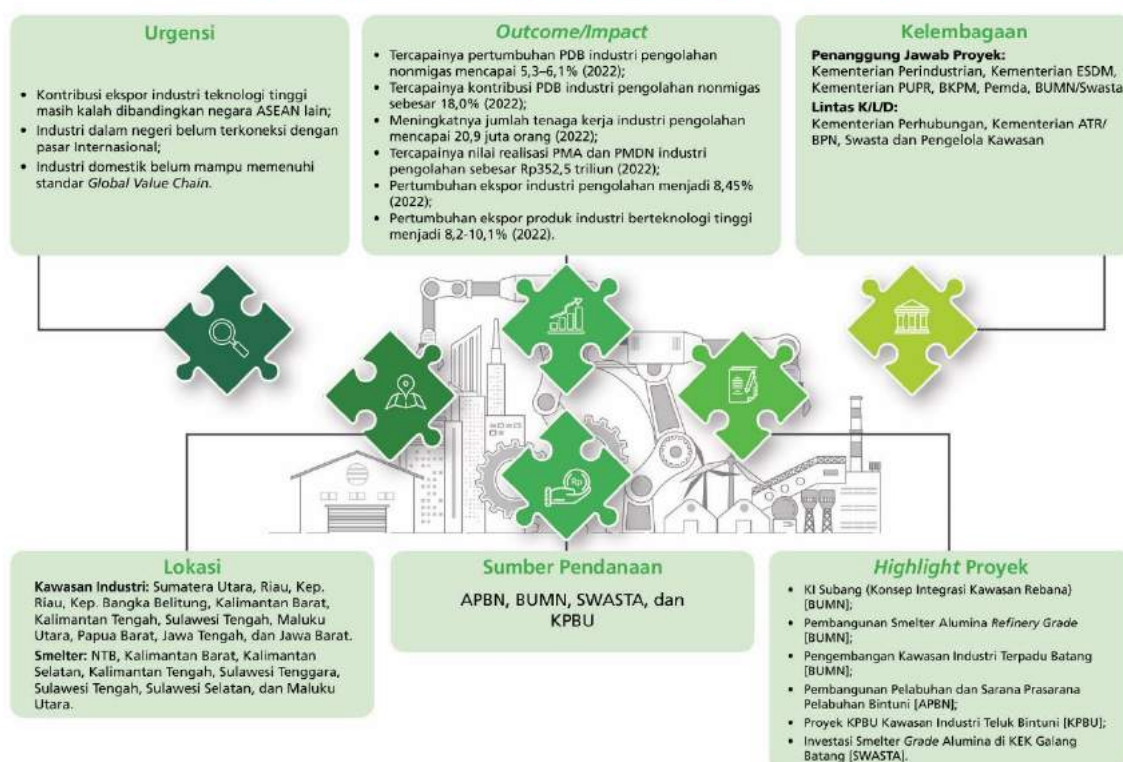 Urgensi
• Kontribusi ekspor industri teknologi tinggi
masih kalah dibandingkan negara ASEAN lain;
• Industri dalam negeri belum terkoneksi dengan
pasar Internasional;
• Industri domestik belum mampu memenuhi
standar Global Value Chain.
Outcome/Impact
• Tercapainya pertumbuhan PDB industri pengolahan
nonmigas mencapai 5,3–6,1% (2022);
• Tercapainya kontribusi PDB industri pengolahan nonmigas
sebesar 18,0% (2022);
• Meningkatnya jumlah tenaga kerja industri pengolahan
mencapai 20,9 juta orang (2022);
• Tercapainya nilai realisasi PMA dan PMDN industri
pengolahan sebesar Rp352,5 triliun (2022);
• Pertumbuhan ekspor industri pengolahan menjadi 8,45%
(2022);
• Pertumbuhan ekspor produk industri berteknologi tinggi
menjadi 8,2-10,1% (2022).
Kelembagaan
Penanggung Jawab Proyek:
Kementerian Perindustrian, Kementerian ESDM,
Kementerian PUPR, BKPM, Pemda, BUMN/Swasta
Lintas K/L/D:
Kementerian Perhubungan, Kementerian ATR/
BPN, Swasta dan Pengelola Kawasan
Rp
Lokasi
Kawasan Industri: Sumatera Utara, Riau, Kep.
Riau, Kep. Bangka Belitung, Kalimantan Barat,
Kalimantan Tengah, Sulawesi Tengah, Maluku
Utara, Papua Barat, Jawa Tengah, dan Jawa Barat.
Smelter: NTB, Kalimantan Barat, Kalimantan
Selatan, Kalimantan Tengah, Sulawesi Tenggara,
Sulawesi Tengah, Sulawesi Selatan, dan Maluku
Utara.
Sumber Pendanaan
APBN, BUMN, SWASTA, dan
KPBU
Highlight Proyek
• KI Subang (Konsep Integrasi Kawasan Rebana)
[BUMN];
• Pembangunan Smelter Alumina Refinery Grade
[BUMN];
• Pengembangan Kawasan Industri Terpadu Batang
[BUMN];
• Pembangunan Pelabuhan dan Sarana Prasarana
Pelabuhan Bintuni [APBN];
• Proyek KPBU Kawasan Industri Teluk Bintuni [KPBU];
• Investasi Smelter Grade Alumina di KEK Galang
Batang [SWASTA].